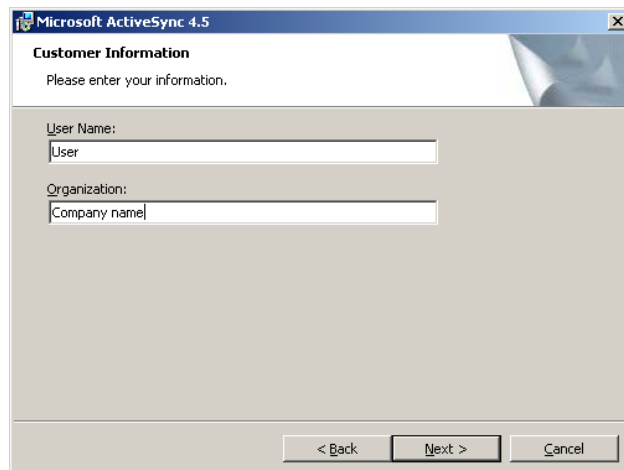 Microsoft ActiveSync 4.5
Customer Information
Please enter your information.
User Name:
User
Organization:
Company name
< Back
Next >
Cancel